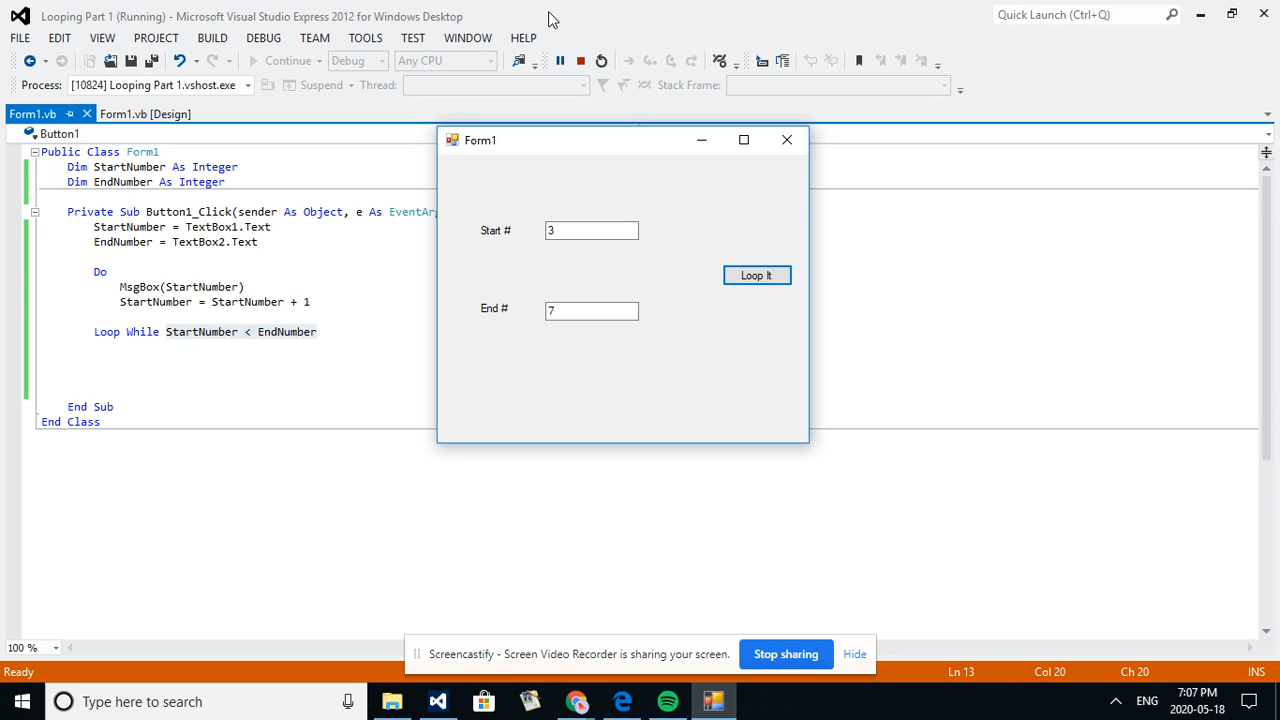 Looping Part 1 (Running) - Microsoft Visual Studio Express 2012 for Windows Desktop
Quick Launch (Ctrl+Q)
FILE EDIT VIEW PROJECT BUILD DEBUG TEAM TOOLS TEST WINDOW HELP
Continue Debug Any CPU
Process: [10824] Looping Part 1.vshost.exe Suspend Thread: Stack Frame:
Form1.vb Form1.vb [Design]
Button1
Public Class Form1
Dim StartNumber As Integer
Dim EndNumber As Integer
Private Sub Button1_Click(sender As Object, e As EventArg
StartNumber = TextBox1.Text
EndNumber = TextBox2.Text
Do
MsgBox(StartNumber)
StartNumber = StartNumber + 1
Loop While StartNumber < EndNumber
End Sub
End Class
Form1
Start # 3
Loop It
End # 7
100 %
Screencastify - Screen Video Recorder is sharing your screen. Stop sharing Hide
Ready Ln 13 Col 20 Ch 20 INS
Type here to search
ENG
7:07 PM
2020-05-18